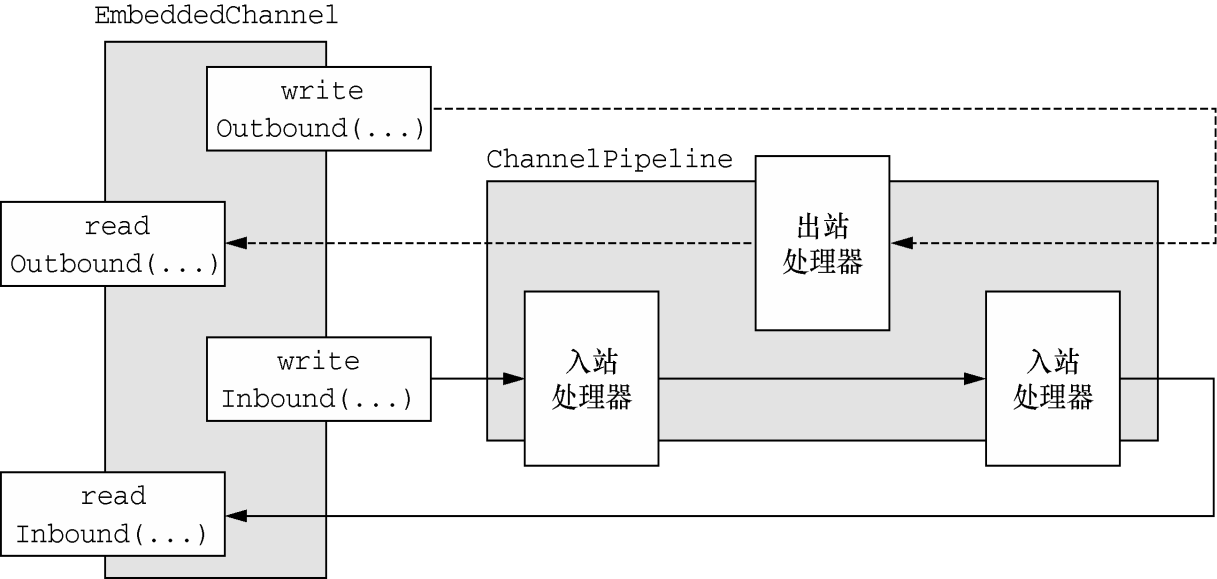 EmbeddedChannel
write
Outbound(...)
ChannelPipeline
read
Outbound(...)
出站
处理器
write
Inbound(...)
入站
处理器
入站
处理器
read
Inbound(...)